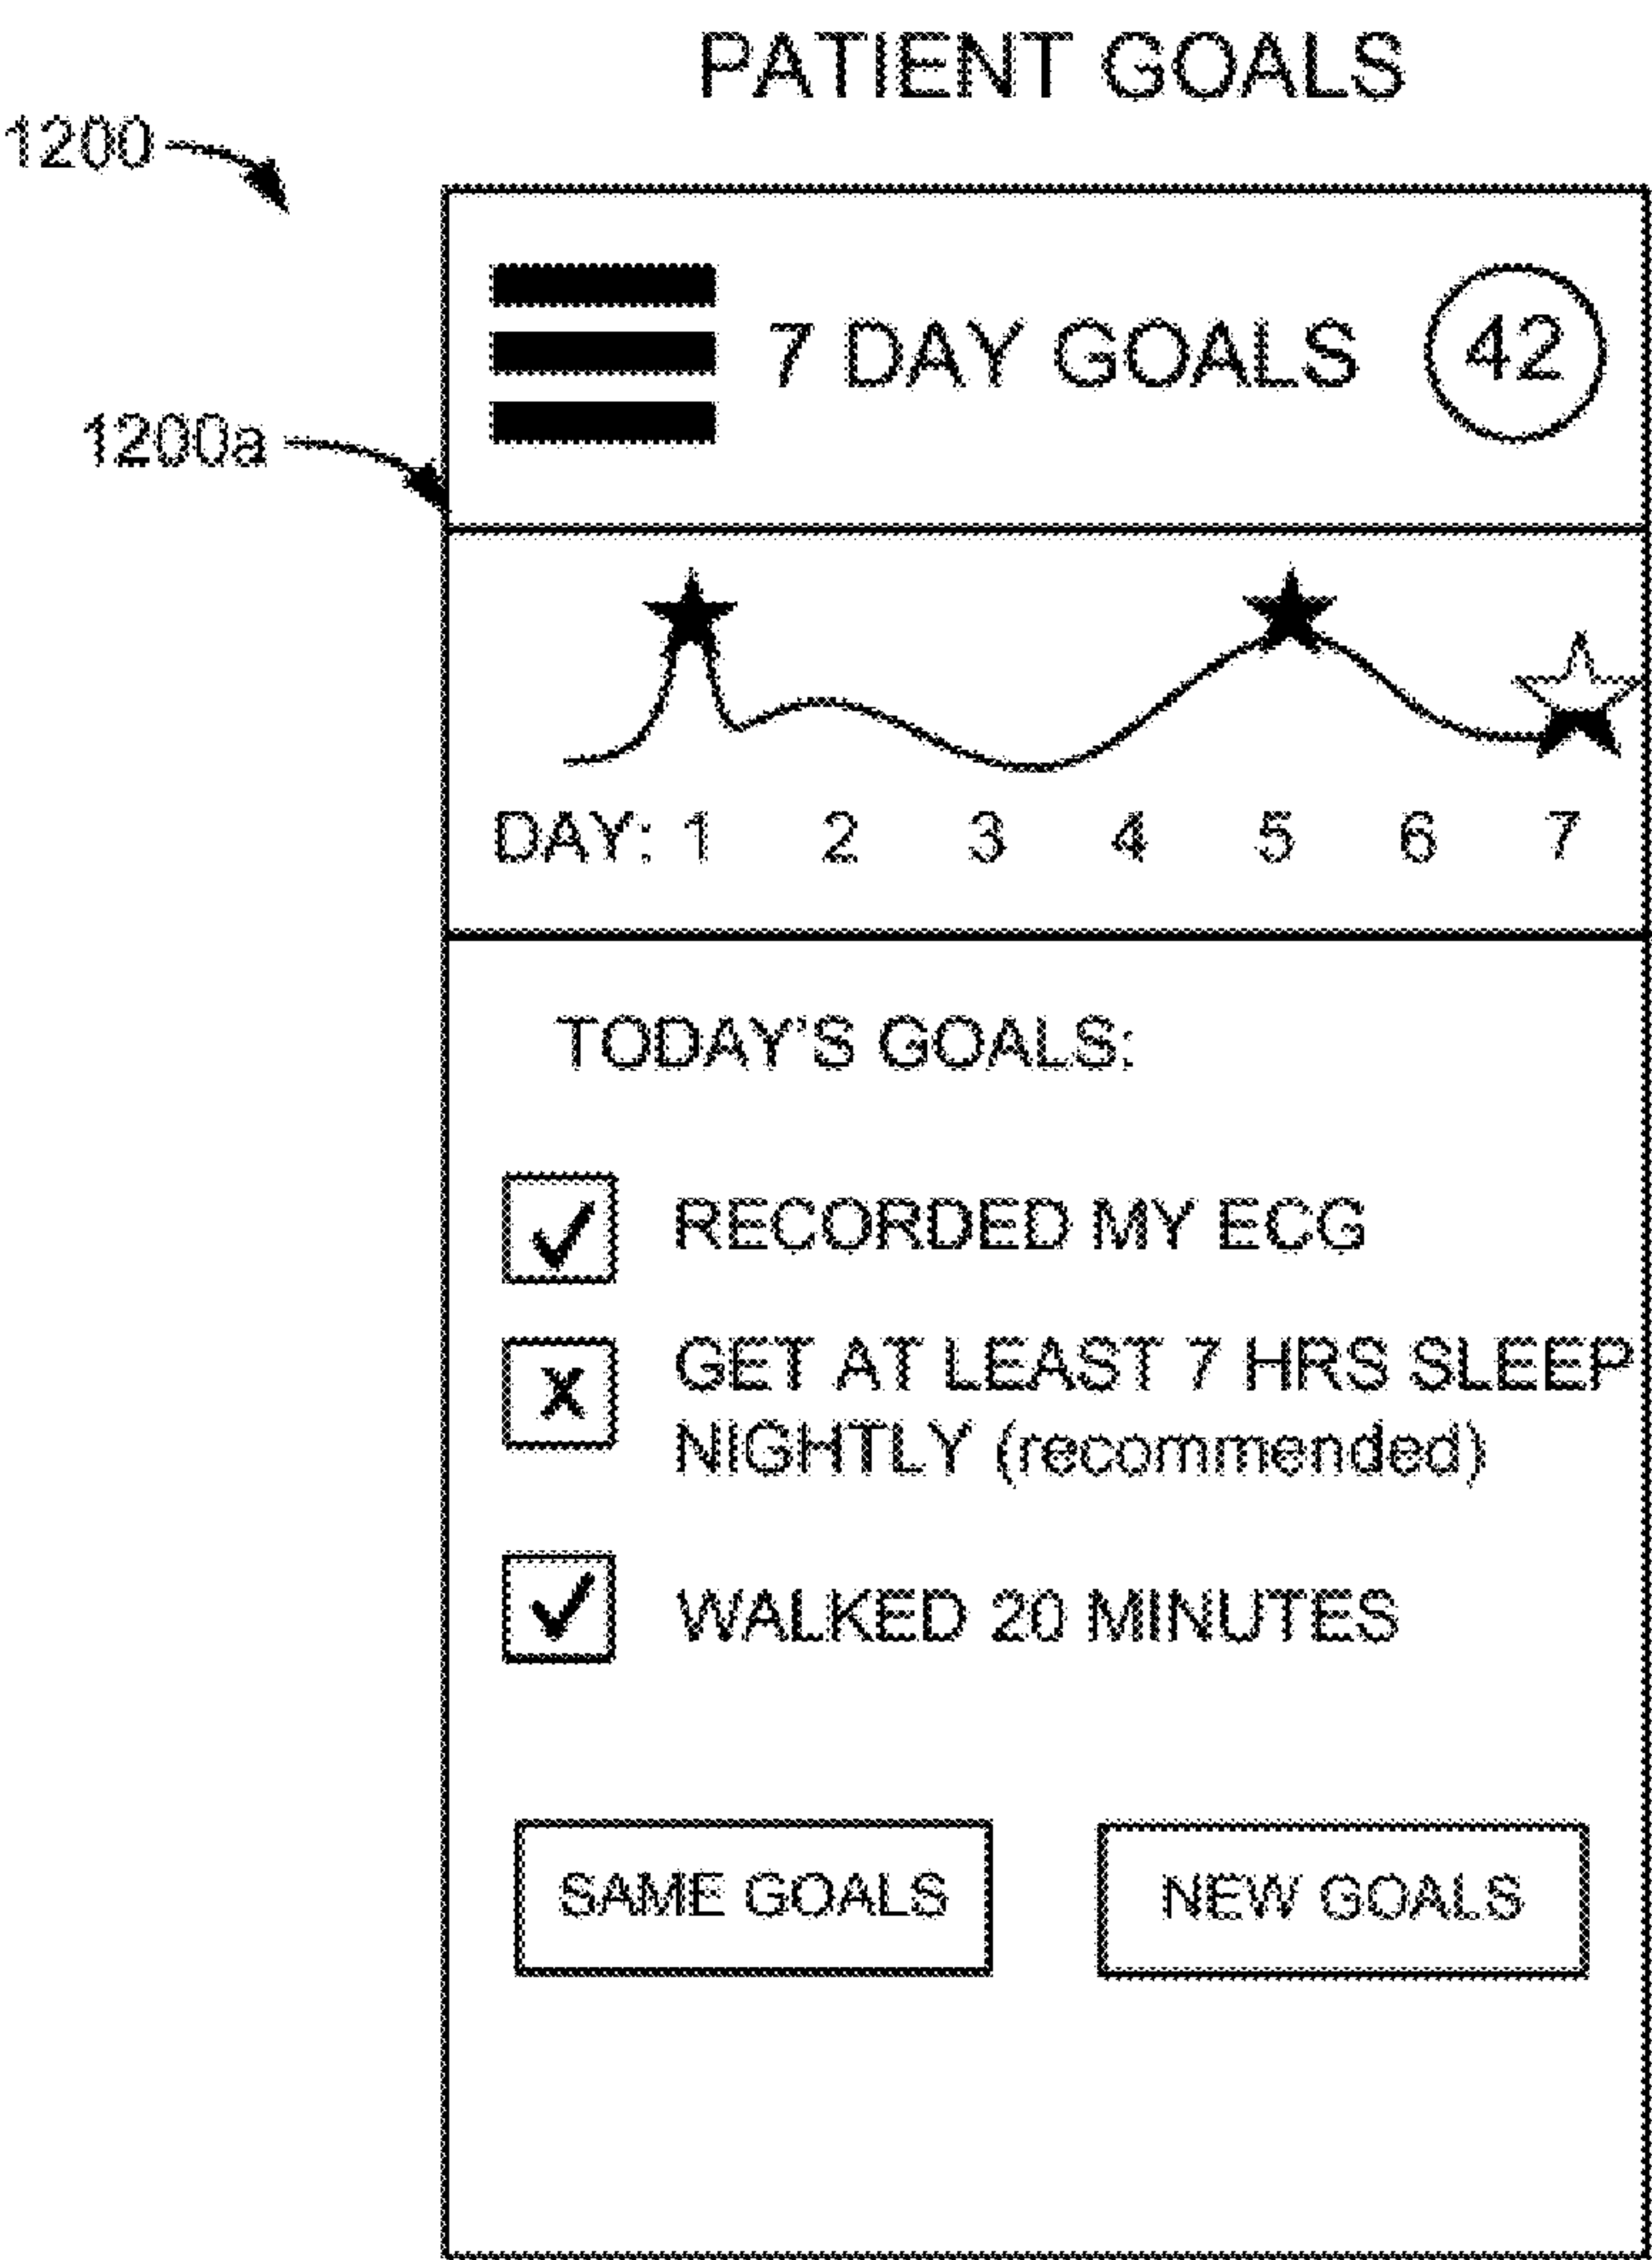 PATIENT GOALS
1200
7 DAY GOALS 42
1200a
DAY: 1 2 3 4 5 6 7
TODAY'S GOALS:
RECORDED MY ECG
X GET AT LEAST 7 HRS SLEEP
NIGHTLY (recommended)
WALKED 20 MINUTES
SAME GOALS NEW GOALS